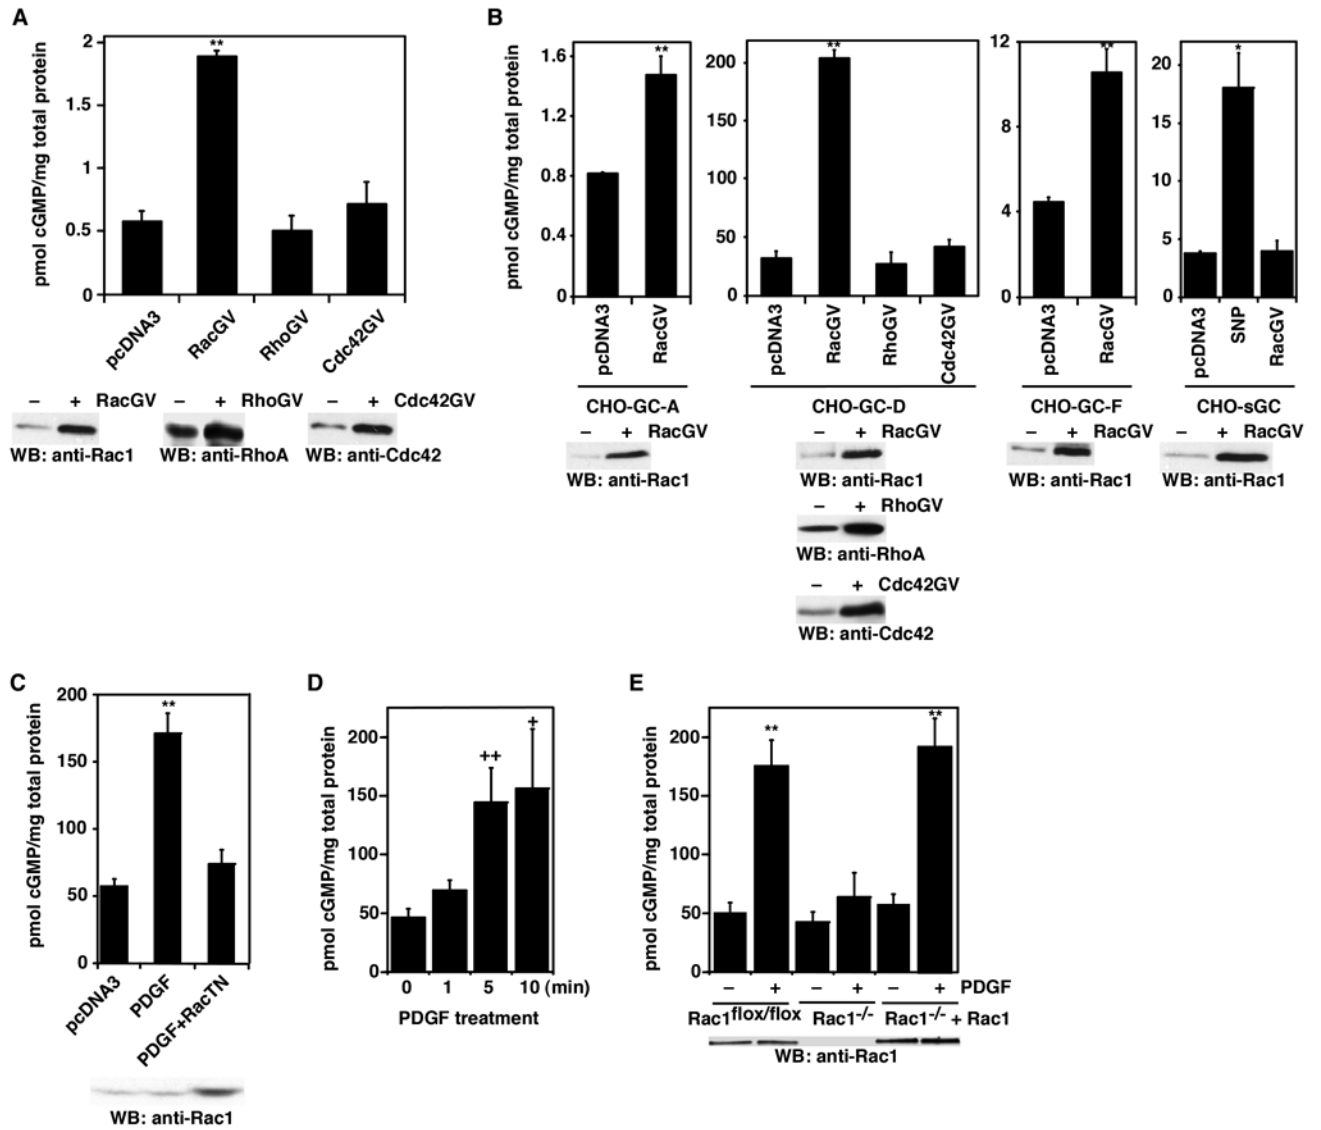 A
pmol cGMP/mg total protein
2
1.5
1
0.5
0
**
pcDNA3
RacGV
RhoGV
Cdc42GV
– + RacGV
WB: anti-Rac1
– + RhoGV
WB: anti-RhoA
– + Cdc42GV
WB: anti-Cdc42
B
pmol cGMP/mg total protein
1.6
1.2
0.8
0.4
0
**
pcDNA3
RacGV
CHO-GC-A
– + RacGV
WB: anti-Rac1
200
150
100
50
0
**
pcDNA3
RacGV
RhoGV
Cdc42GV
CHO-GC-D
– + RacGV
WB: anti-Rac1
– + RhoGV
WB: anti-RhoA
– + Cdc42GV
WB: anti-Cdc42
12
8
4
0
**
pcDNA3
RacGV
CHO-GC-F
– + RacGV
WB: anti-Rac1
20
15
10
5
0
*
pcDNA3
SNP
RacGV
CHO-sGC
– + RacGV
WB: anti-Rac1
C
pmol cGMP/mg total protein
200
150
100
50
0
**
pcDNA3
PDGF
PDGF+RacTN
WB: anti-Rac1
D
pmol cGMP/mg total protein
200
150
100
50
0
++
+
0 1 5 10 (min)
PDGF treatment
E
pmol cGMP/mg total protein
200
150
100
50
0
**
**
– + – + – + PDGF
Rac1flox/flox Rac1-/- Rac1-/- + Rac1
WB: anti-Rac1